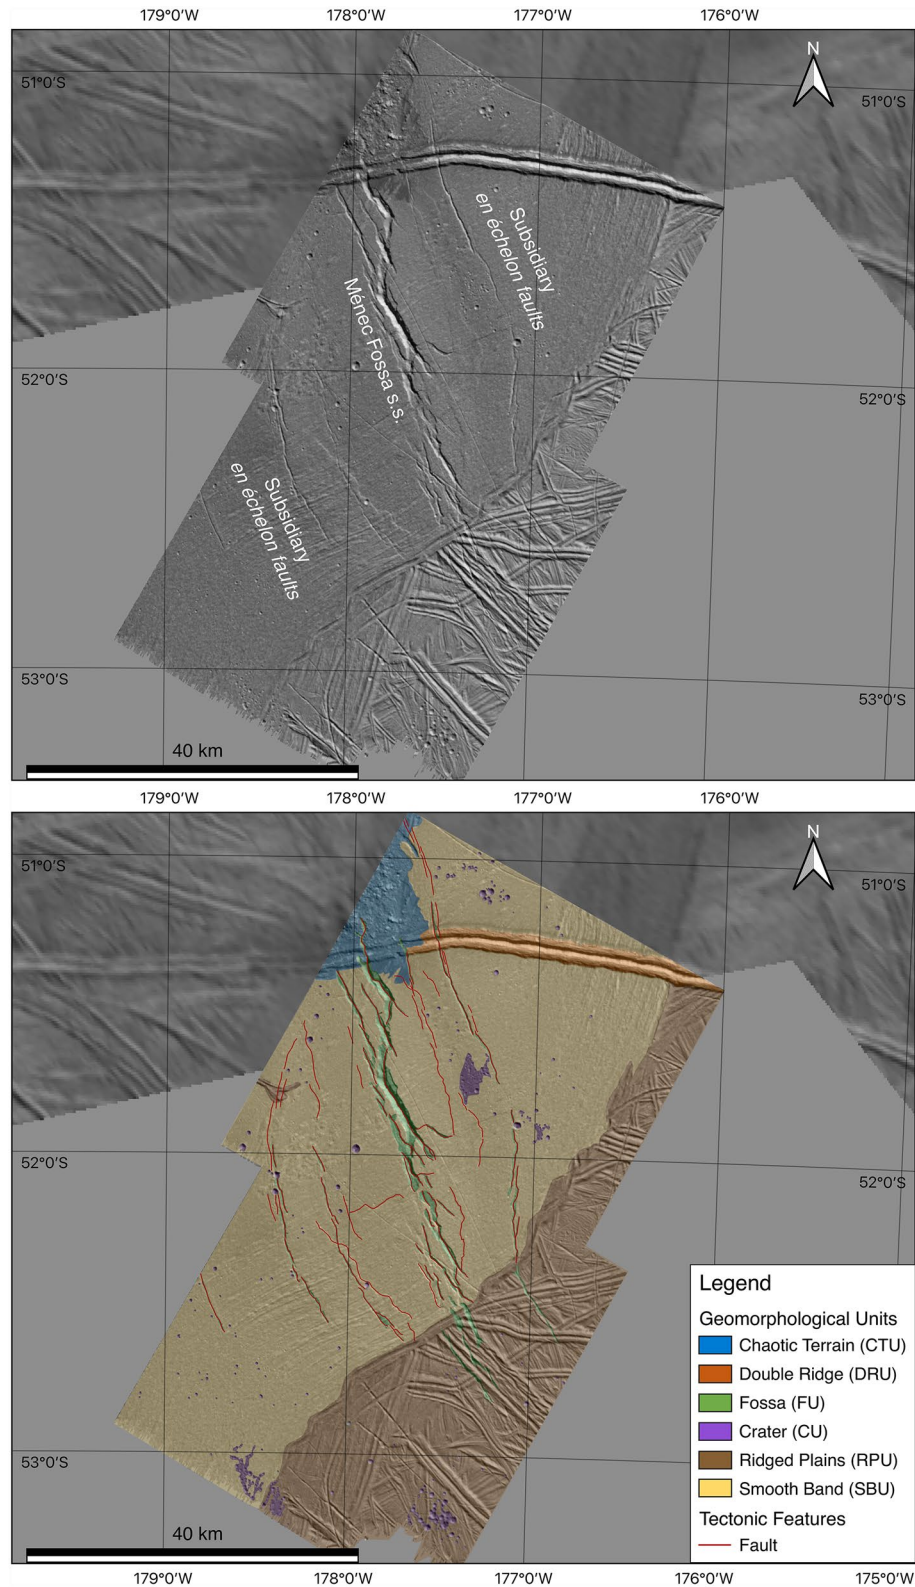 179°0′W 178°0′W 177°0′W 176°0′W
N
51°0′S
51°0′S
Subsidiary
en échelon faults
Ménec Fossa s.s.
52°0′S
52°0′S
Subsidiary
en échelon faults
53°0′S
53°0′S
40 km
179°0′W 178°0′W 177°0′W 176°0′W
N
51°0′S
51°0′S
52°0′S
52°0′S
Legend
Geomorphological Units
Chaotic Terrain (CTU)
Double Ridge (DRU)
Fossa (FU)
Crater (CU)
53°0′S
Ridged Plains (RPU)
Smooth Band (SBU)
Tectonic Features
40 km
Fault
179°0′W 178°0′W 177°0′W 176°0′W 175°0′W